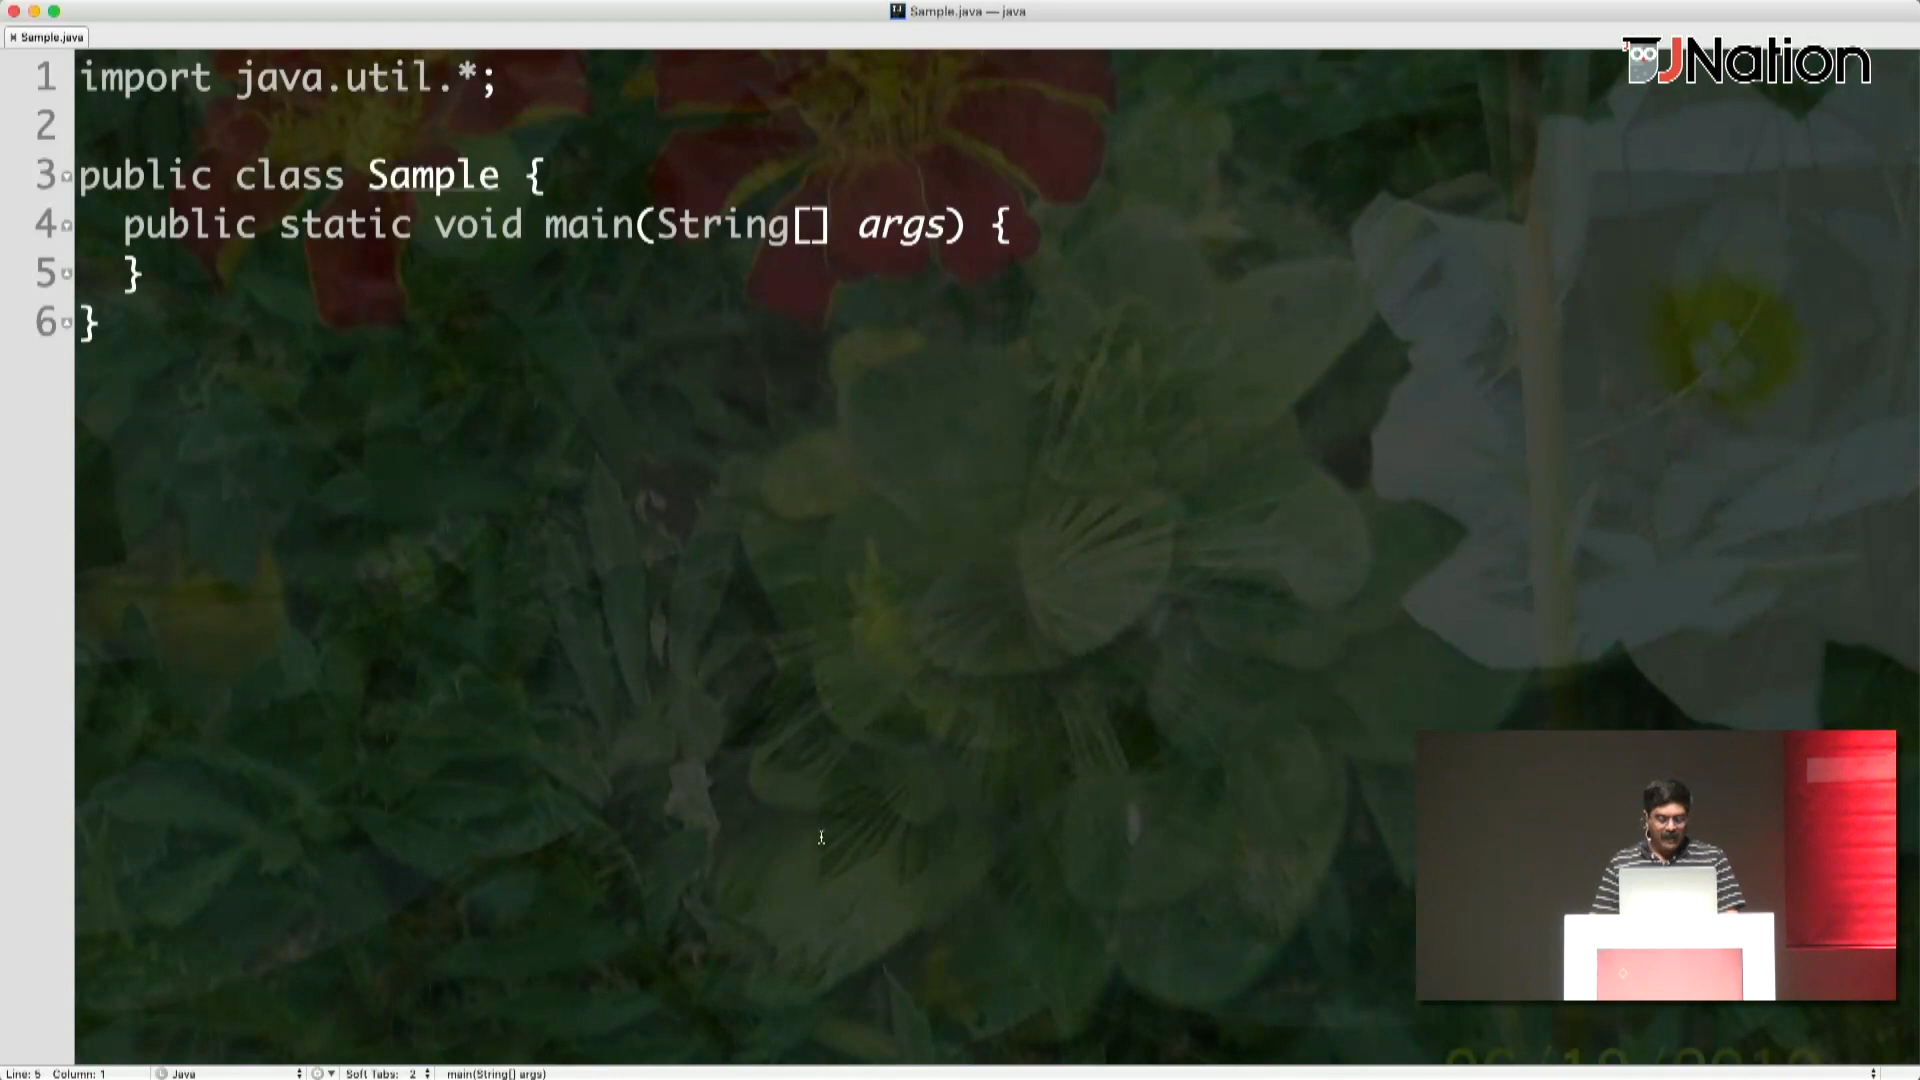 Sample.java — java
Sample.java
JNation
1 import java.util.*;
2
3 public class Sample {
4 public static void main(String[] args) {
5 }
6 }
Line: 5 Column: 1 Java Soft Tabs: 2 main(String[] args)